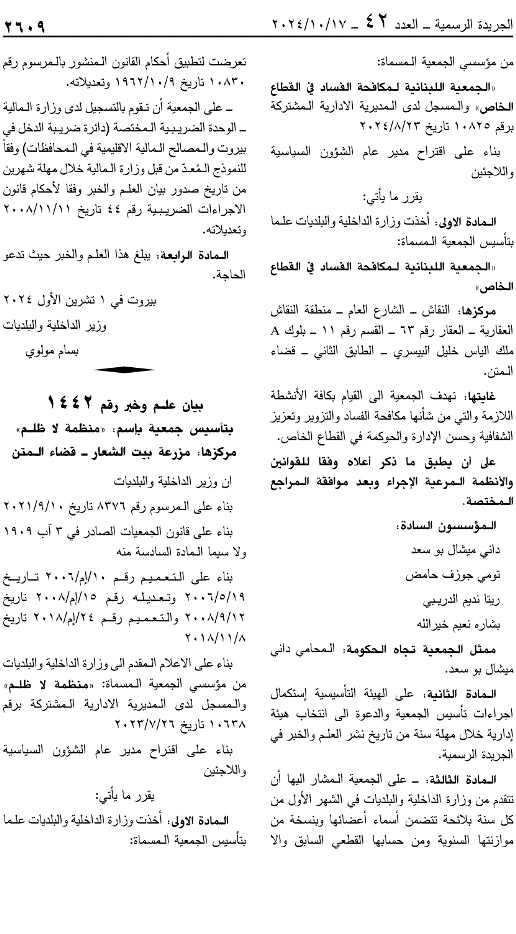 الجريدة الرسمية ــ العدد ٤٢ ــ ٢٠٢٤/١٠/١٧
٢٦٠٩
من مؤسسي الجمعية المسماة:
«الجمعية اللبنانية لمكافحة الفساد في القطاع
الخاص» والمسجل لدى المديرية الادارية المشتركة
برقم ١٠٨٢٥ تاريخ ٢٠٢٤/٨/٢٣
بناء على اقتراح مدير عام الشؤون السياسية
واللاجئين
يقرر ما يأتي:
المادة الاولى: أخذت وزارة الداخلية والبلديات علما
بتأسيس الجمعية المسماة:
«الجمعية اللبنانية لمكافحة الفساد في القطاع
الخاص»
مركزها: النقاش ــ الشارع العام ــ منطقة النقاش
العقارية ــ العقار رقم ٦٣ ــ القسم رقم ١١ ــ بلوك A
ملك الياس خليل البيسري ــ الطابق الثاني ــ قضاء
المتن.
غايتها: تهدف الجمعية الى القيام بكافة الأنشطة
اللازمة والتي من شأنها مكافحة الفساد والتزوير وتعزيز
الشفافية وحسن الإدارة والحوكمة في القطاع الخاص.
على أن يطبق ما ذكر أعلاه وفقا للقوانين
والأنظمة المرعية الإجراء وبعد موافقة المراجع
المختصة.
المؤسسون السادة:
داني ميشال بو سعد
تومي جوزف حامض
ريتا نديم الدريبي
بشاره نعيم خيرالله
ممثل الجمعية تجاه الحكومة: المحامي داني
ميشال بو سعد.
المادة الثانية: على الهيئة التأسيسية إستكمال
اجراءات تأسيس الجمعية والدعوة الى انتخاب هيئة
إدارية خلال مهلة سنة من تاريخ نشر العلم والخبر في
الجريدة الرسمية.
المادة الثالثة: ــ على الجمعية المشار اليها أن
تتقدم من وزارة الداخلية والبلديات في الشهر الأول من
كل سنة بلائحة تتضمن أسماء أعضائها وبنسخة من
موازنتها السنوية ومن حسابها القطعي السابق والا
تعرضت لتطبيق أحكام القانون المنشور بالمرسوم رقم
١٠٨٣٠ تاريخ ١٩٦٢/١٠/٩ وتعديلاته.
ــ على الجمعية أن تقوم بالتسجيل لدى وزارة المالية
ــ الوحدة الضريبية المختصة (دائرة ضريبة الدخل في
بيروت والمصالح المالية الاقليمية في المحافظات) وفقاً
للنموذج المُعدّ من قبل وزارة المالية خلال مهلة شهرين
من تاريخ صدور بيان العلم والخبر وفقا لأحكام قانون
الاجراءات الضريبية رقم ٤٤ تاريخ ٢٠٠٨/١١/١١
وتعديلاته.
المادة الرابعة: يبلغ هذا العلم والخبر حيث تدعو
الحاجة.
بيروت في ١ تشرين الأول ٢٠٢٤
وزير الداخلية والبلديات
بسام مولوي
بيان علم وخبر رقم ١٤٤٢
بتأسيس جمعية بإسم: «منظمة لا ظلم»
مركزها: مزرعة بيت الشعار ــ قضاء المتن
ان وزير الداخلية والبلديات
بناء على المرسوم رقم ٨٣٧٦ تاريخ ٢٠٢١/٩/١٠
بناء على قانون الجمعيات الصادر في ٣ آب ١٩٠٩
ولا سيما المادة السادسة منه
بناء على التعميم رقم ١٠/إم/٢٠٠٦ تاريخ
٢٠٠٦/٥/١٩ وتعديله رقم ١٥/إم/٢٠٠٨ تاريخ
٢٠٠٨/٩/١٢ والتعميم رقم ٢٤/إم/٢٠١٨ تاريخ
٢٠١٨/١١/٨
بناء على الاعلام المقدم الى وزارة الداخلية والبلديات
من مؤسسي الجمعية المسماة: «منظمة لا ظلم»
والمسجل لدى المديرية الادارية المشتركة برقم
١٠٦٣٨ تاريخ ٢٠٢٣/٧/٢٦
بناء على اقتراح مدير عام الشؤون السياسية
واللاجئين
يقرر ما يأتي:
المادة الاولى: أخذت وزارة الداخلية والبلديات علما
بتأسيس الجمعية المسماة: